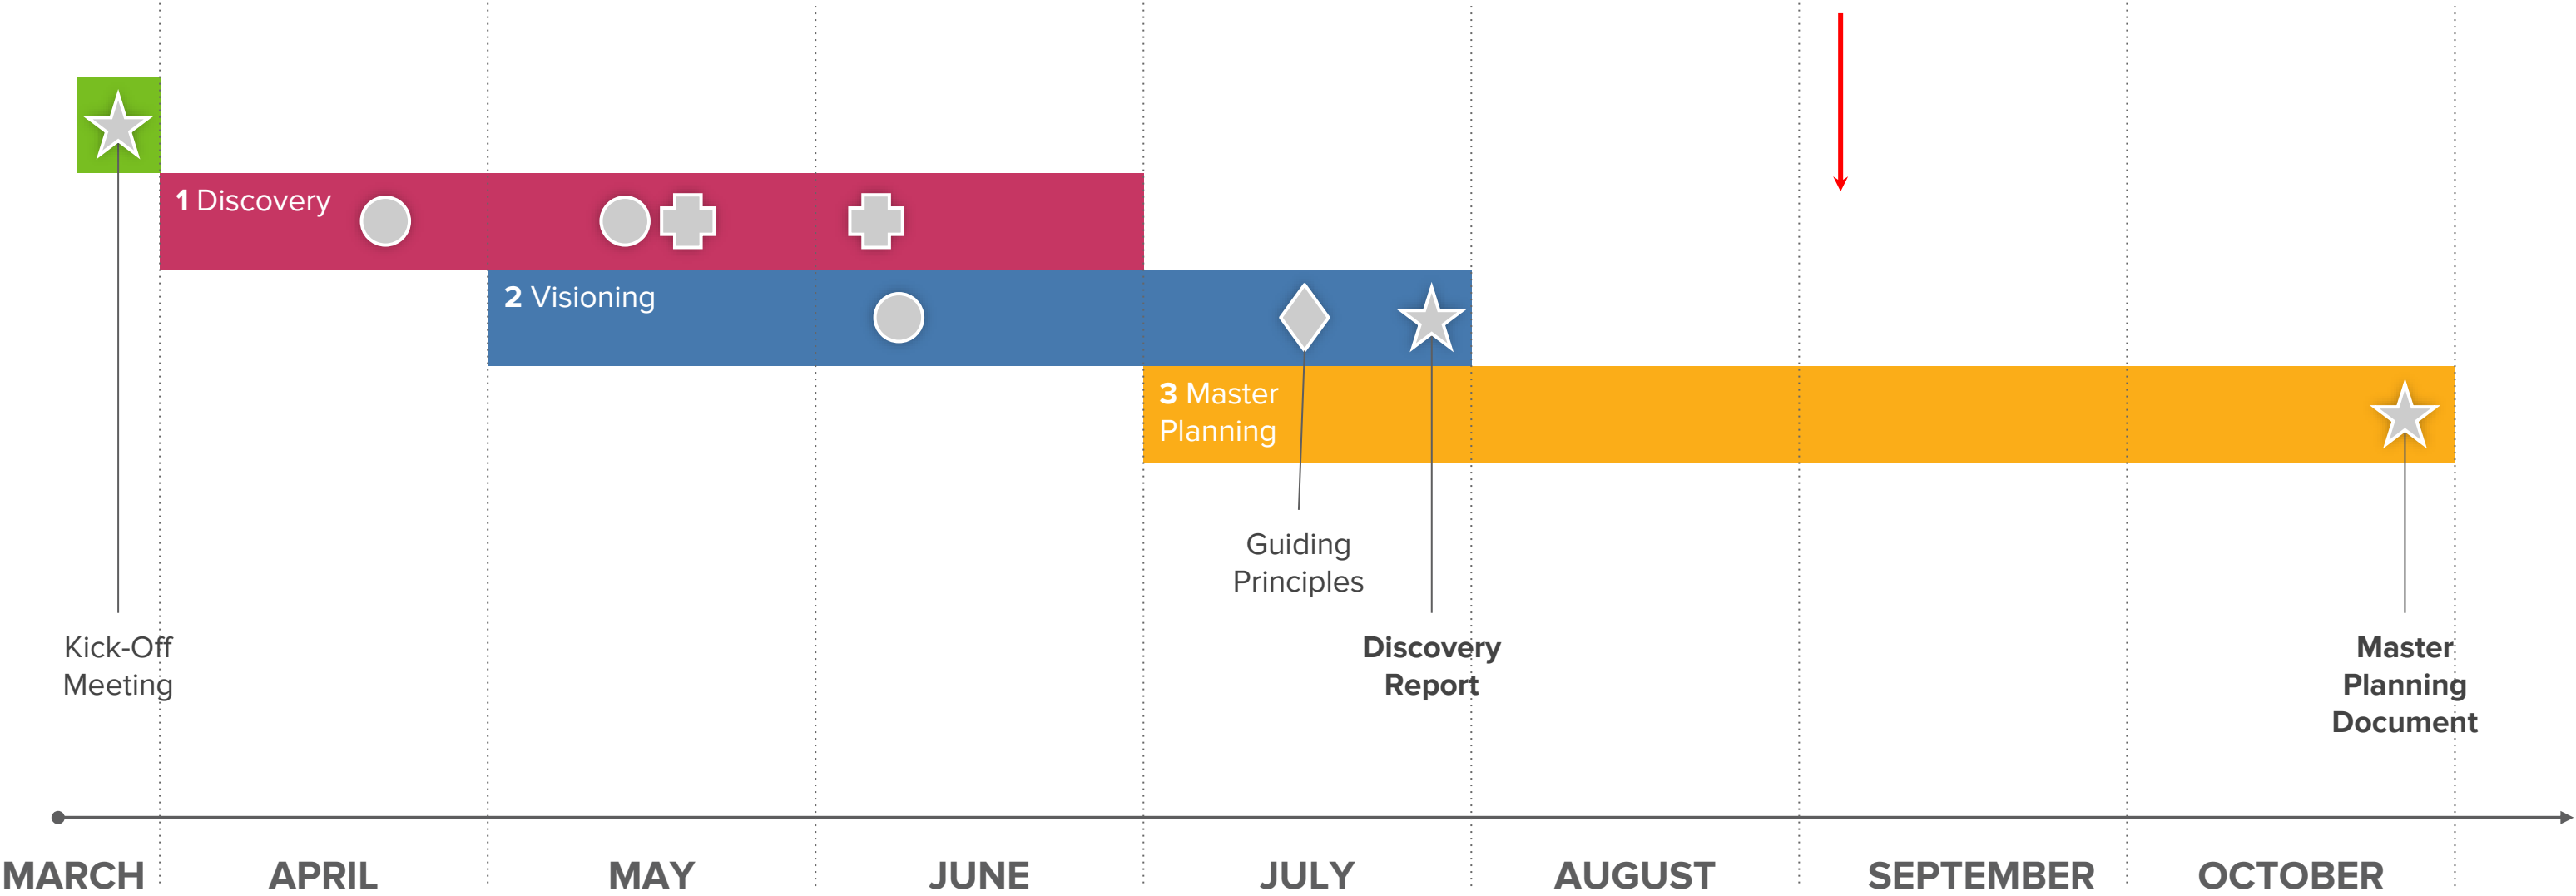 1 Discovery
2 Visioning
3 Master
Planning
Guiding
Principles
Kick-Off
Meeting
Discovery
Report
Master
Planning
Document
MARCH
APRIL
MAY
JUNE
JULY
AUGUST
SEPTEMBER
OCTOBER